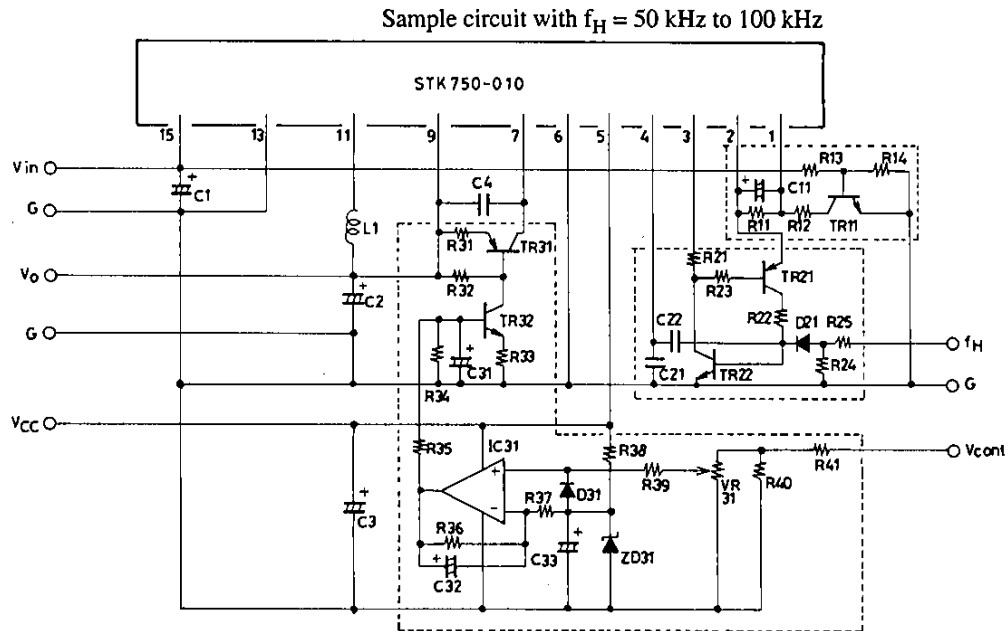 Sample circuit with fH = 50 kHz to 100 kHz
STK750-010
15 13 11 9 7 5 4 3 2 1
Vin
+
C1
G
L1
Vo
+
C2
G
C4
R31
TR31
R32
TR32
+
C31
R33
R34
R13
R14
+
C11
R11
R12
TR11
R21
R23
TR21
R22
D21
R25
C22
C21
TR22
R24
fH
G
VCC
+
C3
R35
IC31
+
-
R38
D31
R39
VR
31
R40
R41
Vcont
R37
R36
+
C32
+
C33
ZD31